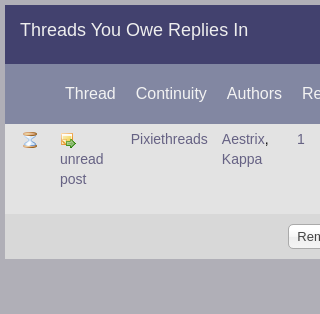 Threads You Owe Replies In
Thread Continuity Authors Re
Pixiethreads Aestrix, 1
unread Kappa
post
Ren